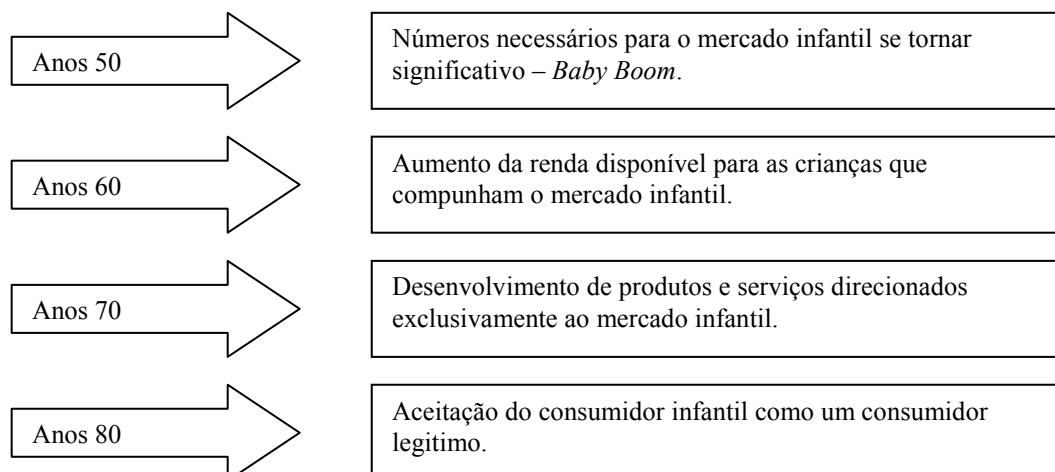 Anos 50
Números necessários para o mercado infantil se tornar
significativo – Baby Boom.
Anos 60
Aumento da renda disponível para as crianças que
compunham o mercado infantil.
Anos 70
Desenvolvimento de produtos e serviços direcionados
exclusivamente ao mercado infantil.
Anos 80
Aceitação do consumidor infantil como um consumidor
legitimo.